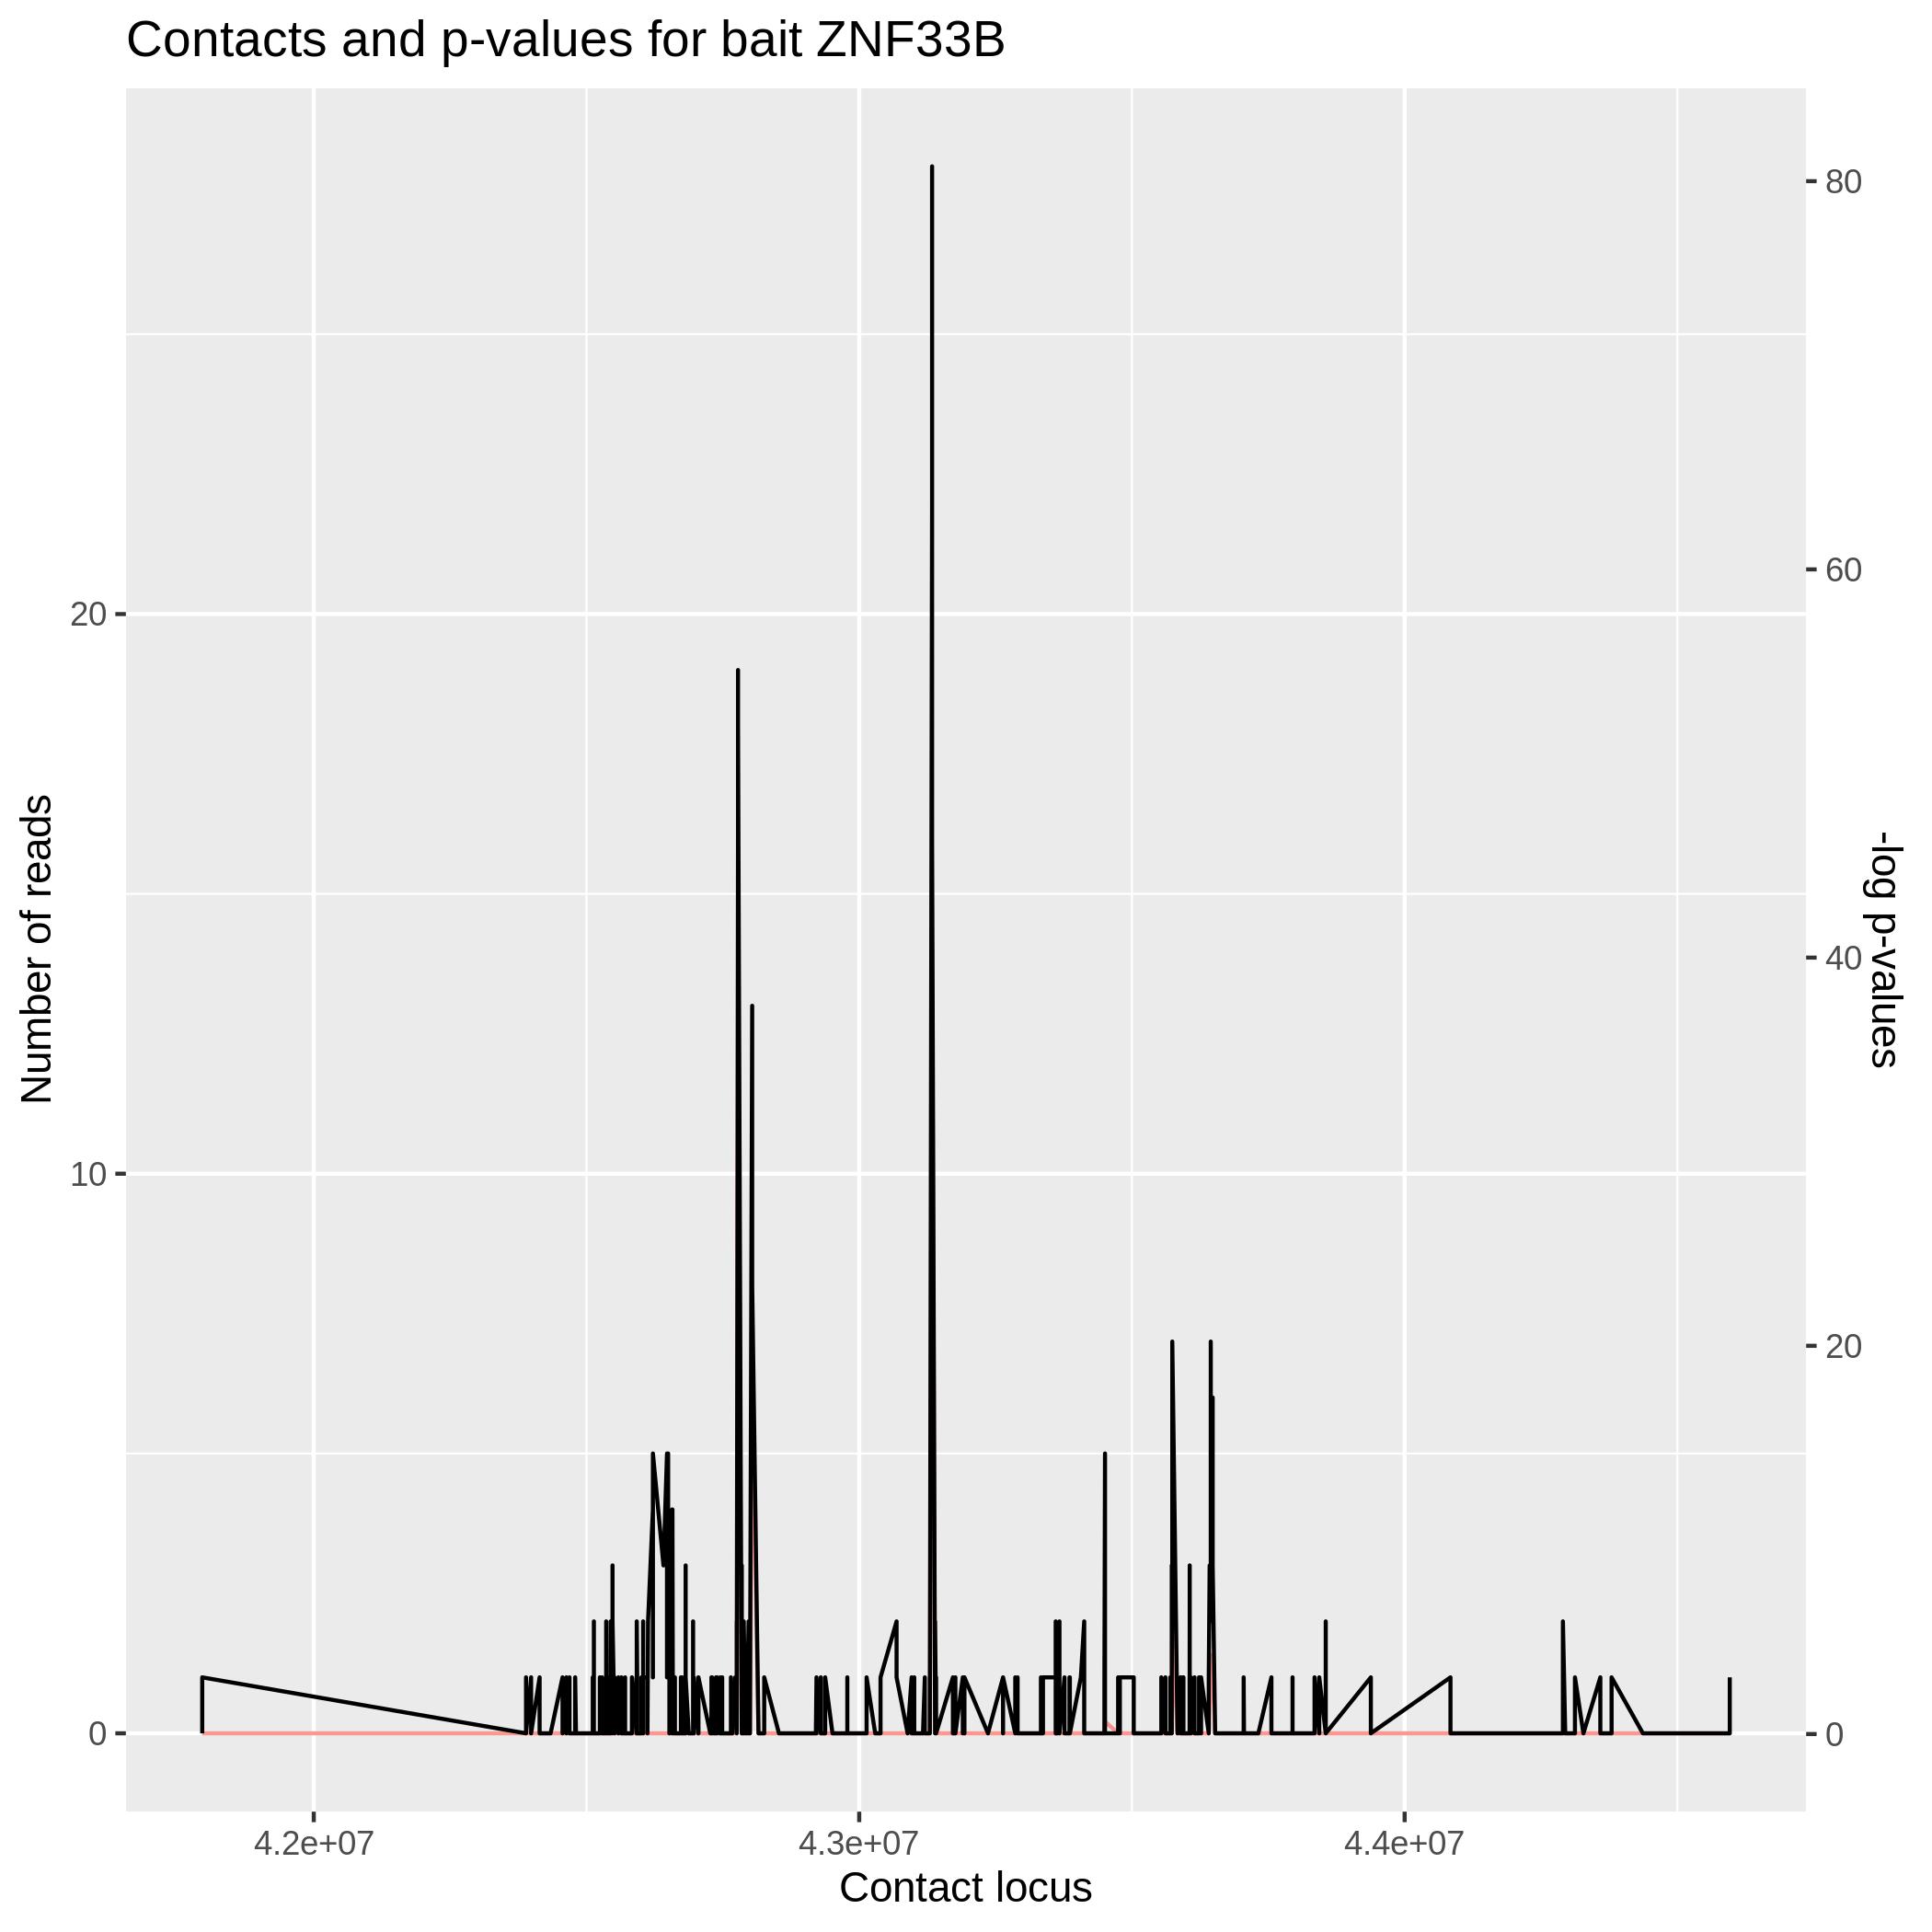 Contacts and p-values for bait ZNF33B
Number of reads
20
10
0
80
60
40
20
0
-log p-values
4.2e+07
4.3e+07
4.4e+07
Contact locus